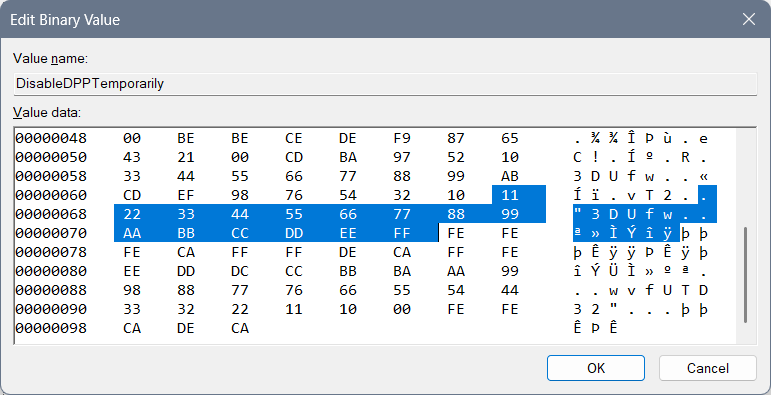 Edit Binary Value
Value name:
DisableDPPTemporarily
Value data:
00000048 00 BE BE CE DE F9 87 65 . ¾ ¾ Î Þ ù . e
00000050 43 21 00 CD BA 97 52 10 C ! . Í º . R .
00000058 33 44 55 66 77 88 99 AB 3 D U f w . . «
00000060 CD EF 98 76 54 32 10 11 Í ï . v T 2 . .
00000068 22 33 44 55 66 77 88 99 " 3 D U f w . .
00000070 AA BB CC DD EE FF FE FE ª » Ì Ý î ÿ þ þ
00000078 FE CA FF FF DE CA FF FE þ Ê ÿ ÿ Þ Ê ÿ þ
00000080 EE DD DC CC BB BA AA 99 î Ý Ü Ì » º ª .
00000088 98 88 77 76 66 55 54 44 . . w v f U T D
00000090 33 32 22 11 10 00 FE FE 3 2 " . . . þ þ
00000098 CA DE CA Ê Þ Ê
OK Cancel